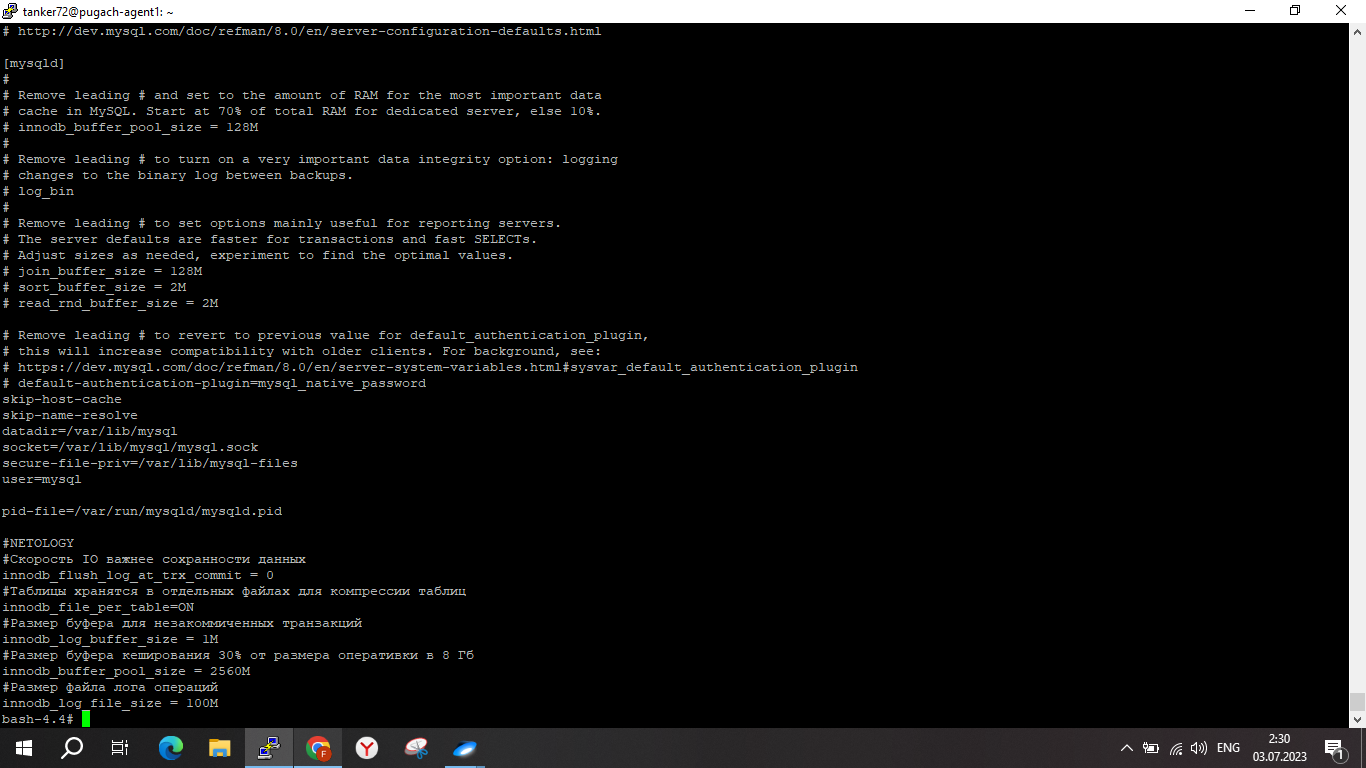 tanker72@pugach-agent1: ~
# http://dev.mysql.com/doc/refman/8.0/en/server-configuration-defaults.html
[mysqld]
#
# Remove leading # and set to the amount of RAM for the most important data
# cache in MySQL. Start at 70% of total RAM for dedicated server, else 10%.
# innodb_buffer_pool_size = 128M
#
# Remove leading # to turn on a very important data integrity option: logging
# changes to the binary log between backups.
# log_bin
#
# Remove leading # to set options mainly useful for reporting servers.
# The server defaults are faster for transactions and fast SELECTs.
# Adjust sizes as needed, experiment to find the optimal values.
# join_buffer_size = 128M
# sort_buffer_size = 2M
# read_rnd_buffer_size = 2M
# Remove leading # to revert to previous value for default_authentication_plugin,
# this will increase compatibility with older clients. For background, see:
# https://dev.mysql.com/doc/refman/8.0/en/server-system-variables.html#sysvar_default_authentication_plugin
# default-authentication-plugin=mysql_native_password
skip-host-cache
skip-name-resolve
datadir=/var/lib/mysql
socket=/var/lib/mysql/mysql.sock
secure-file-priv=/var/lib/mysql-files
user=mysql
pid-file=/var/run/mysqld/mysqld.pid
#NETOLOGY
#Скорость IO важнее сохранности данных
innodb_flush_log_at_trx_commit = 0
#Таблицы хранятся в отдельных файлах для компрессии таблиц
innodb_file_per_table=ON
#Размер буфера для незакоммиченных транзакций
innodb_log_buffer_size = 1M
#Размер буфера кеширования 30% от размера оперативки в 8 Гб
innodb_buffer_pool_size = 2560M
#Размер файла лога операций
innodb_log_file_size = 100M
bash-4.4#
F
Y
ENG
2:30
03.07.2023
1